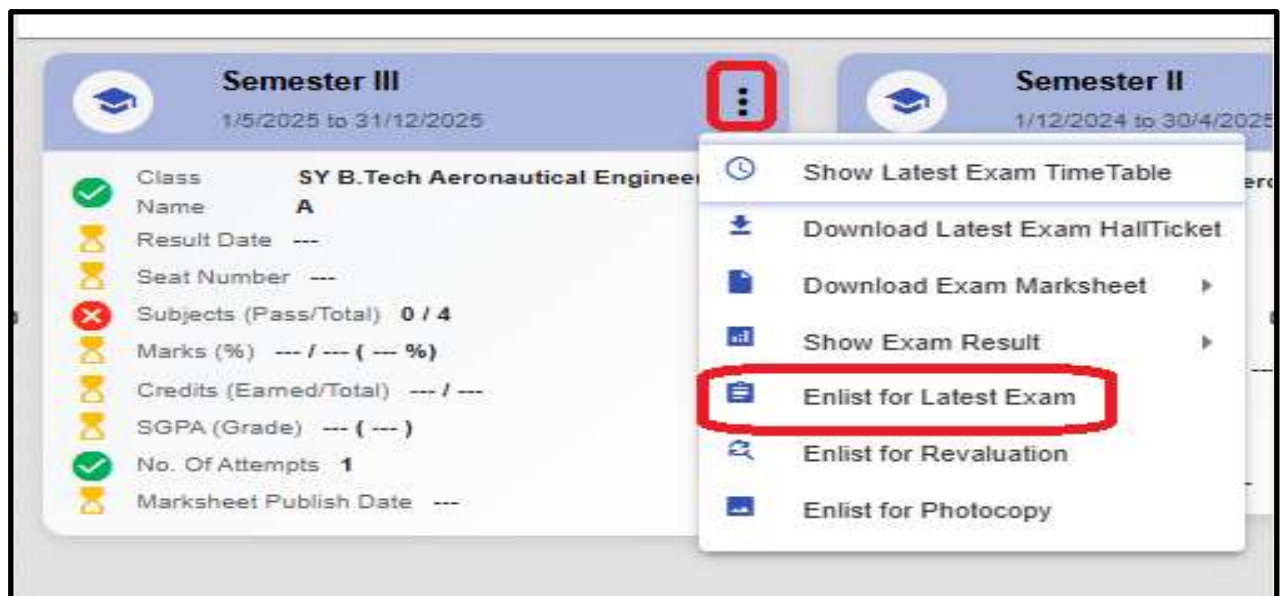 Semester III
1/5/2025 to 31/12/2025
Class Name SY B.Tech Aeronautical A
Result Date ---
Seat Number ---
Subjects (Pass/Total) 0 / 4
Marks (%) --- / --- ( --- %)
Credits (Earned/Total) --- / ---
SGPA (Grade) --- ( --- )
No. Of Attempts 1
Marksheet Publish Date ---
Semester II
1/12/2024 to 30/4/2025
Show Latest Exam TimeTable
Download Latest Exam HallTicket
Download Exam Marksheet
Show Exam Result
Enlist for Latest Exam
Enlist for Revaluation
Enlist for Photocopy